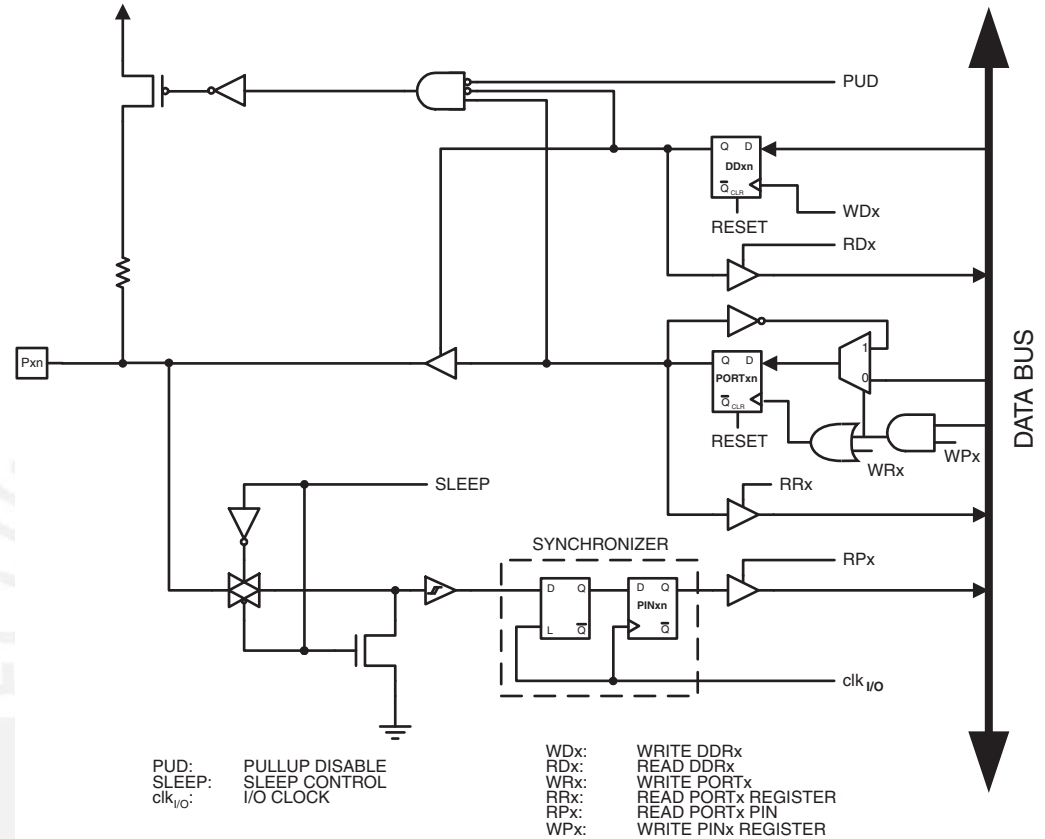 PUD
Q D
DDxn
Q CLR
WDx
RESET
RDx
Pxn
1
Q D
PORTxn
0
Q CLR
RESET
WRx
WPx
DATA BUS
SLEEP
RRx
SYNCHRONIZER
RPx
D Q
D Q
PINxn
L Q
Q
clk I/O
PUD: PULLUP DISABLE
SLEEP: SLEEP CONTROL
clkI/O: I/O CLOCK
WDx: WRITE DDRx
RDx: READ DDRx
WRx: WRITE PORTx
RRx: READ PORTx REGISTER
RPx: READ PORTx PIN
WPx: WRITE PINx REGISTER